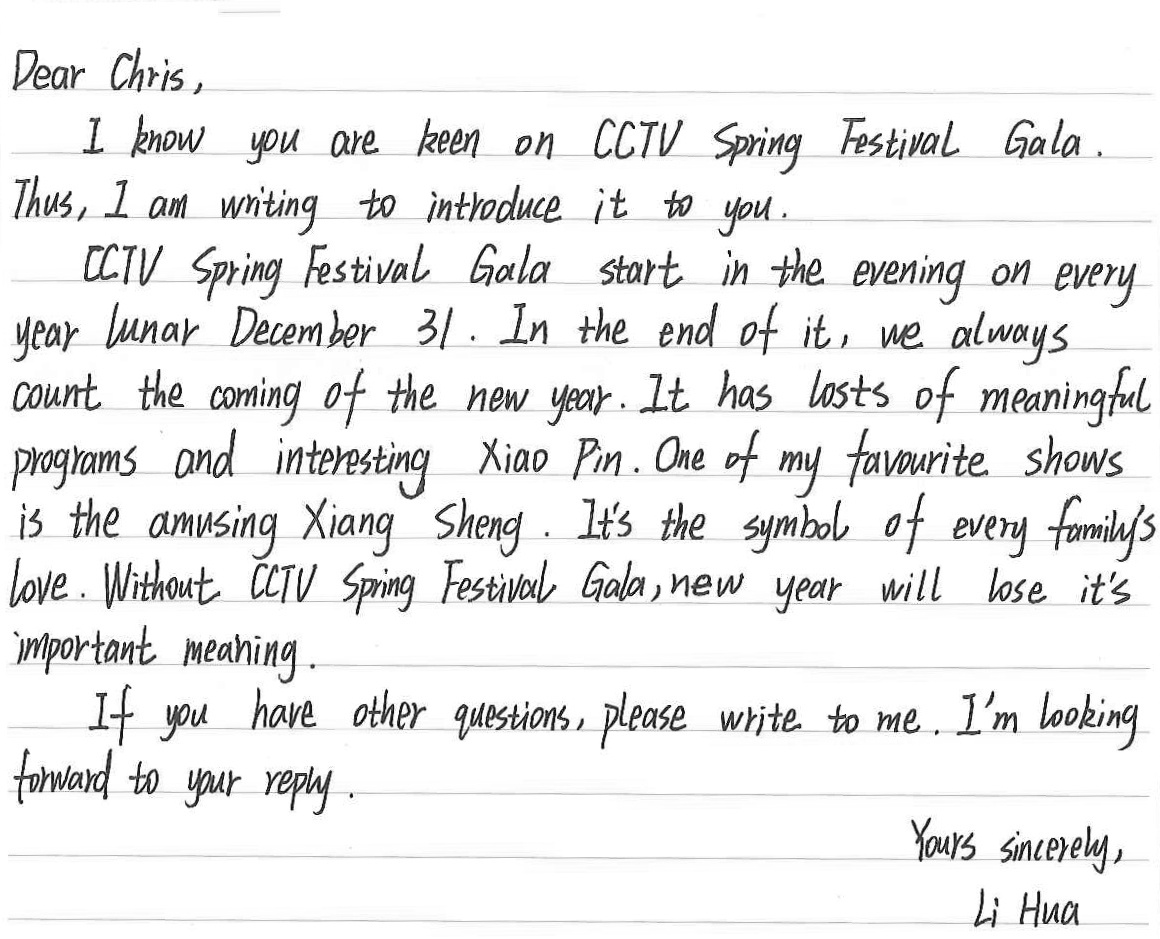 Dear Chris,
I know you are keen on CCTV Spring Festival Gala.
Thus, I am writing to introduce it to you.
CCTV Spring Festival Gala start in the evening on every
year lunar December 31. In the end of it, we always
count the coming of the new year. It has losts of meaningful
programs and interesting Xiao Pin. One of my favourite shows
is the amusing Xiang Sheng. It's the symbol of every family's
love. Without CCTV Spring Festival Gala, new year will lose it's
important meaning.
If you have other questions, please write to me. I'm looking
forward to your reply.
Yours sincerely,
Li Hua